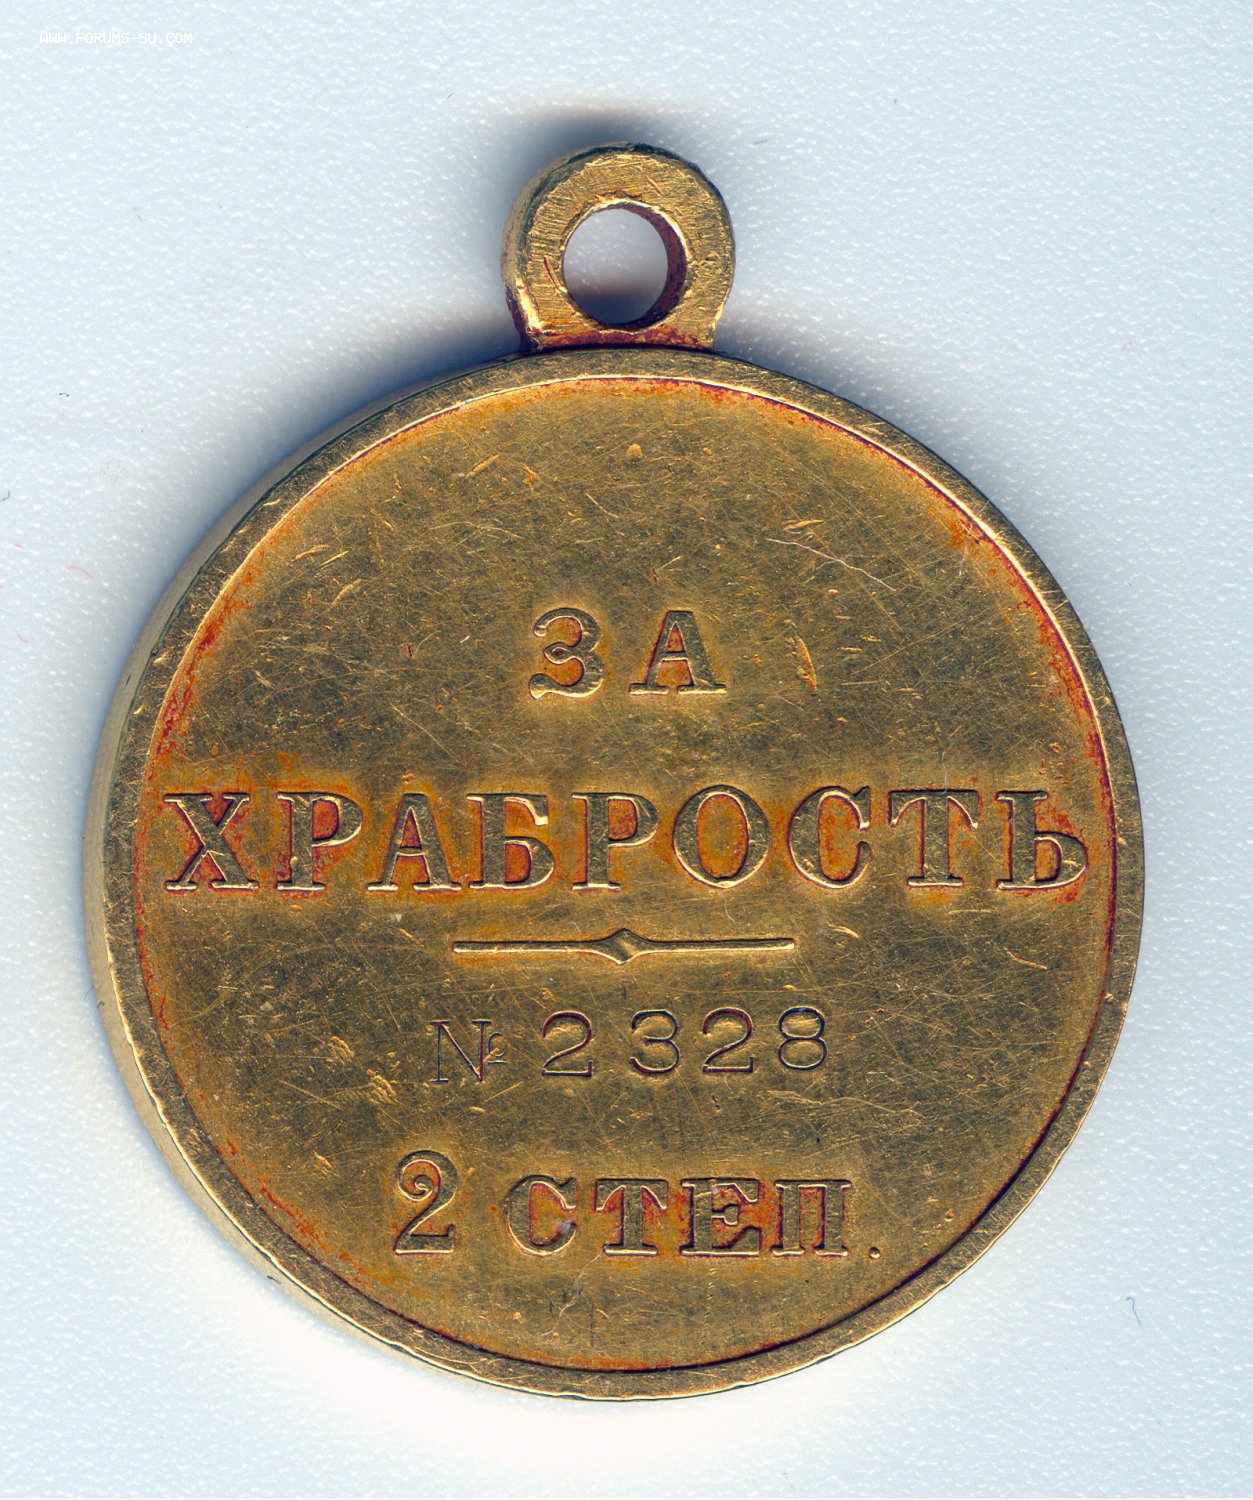 WWW.FORUMS-SU.COM
ЗА
ХРАБРОСТЬ
№ 2328
2 СТЕП.